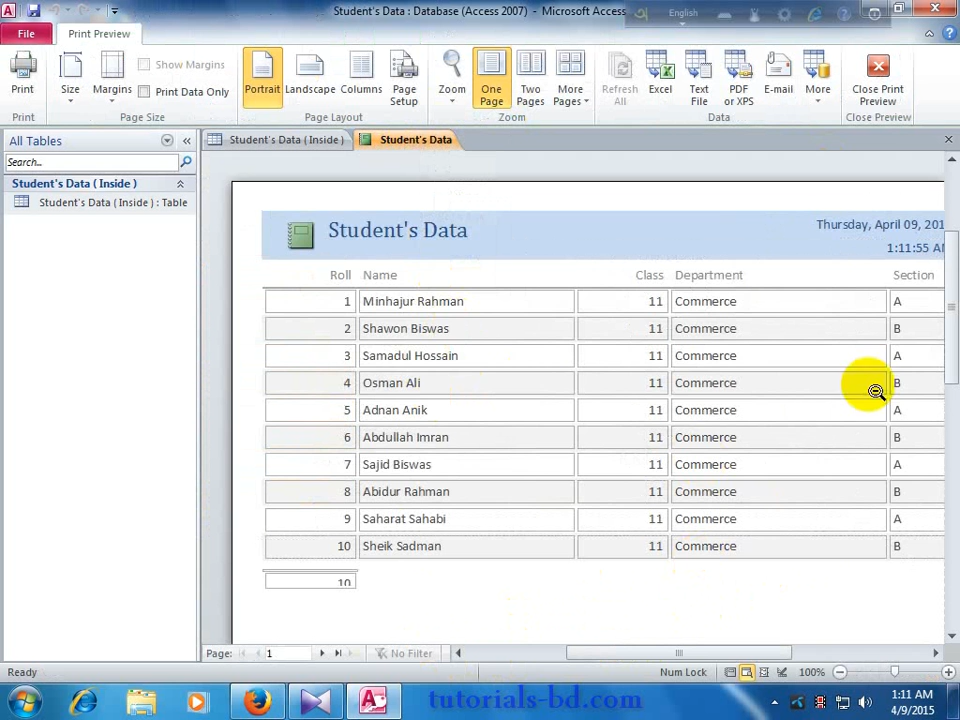 Student's Data : Database (Access 2007) - Microsoft Access
English
File
Print Preview
Show Margins
Print Data Only
Print
Size
Margins
Portrait
Landscape
Columns
Page Setup
Zoom
One Page
Two Pages
More Pages
Refresh All
Excel
Text File
PDF or XPS
E-mail
More
Close Print Preview
Print
Page Size
Page Layout
Zoom
Data
Close Preview
All Tables
Student's Data ( Inside )
Student's Data
Search..
Student's Data ( Inside )
Student's Data ( Inside ) : Table
Student's Data
Thursday, April 09, 201
1:11:55 AM
Roll Name Class Department Section
1 Minhajur Rahman 11 Commerce A
2 Shawon Biswas 11 Commerce B
3 Samadul Hossain 11 Commerce A
4 Osman Ali 11 Commerce B
5 Adnan Anik 11 Commerce A
6 Abdullah Imran 11 Commerce B
7 Sajid Biswas 11 Commerce A
8 Abidur Rahman 11 Commerce B
9 Saharat Sahabi 11 Commerce A
10 Sheik Sadman 11 Commerce B
10
Page: 1
No Filter
Ready
Num Lock
100%
tutorials-bd.com
1:11 AM
4/9/2015